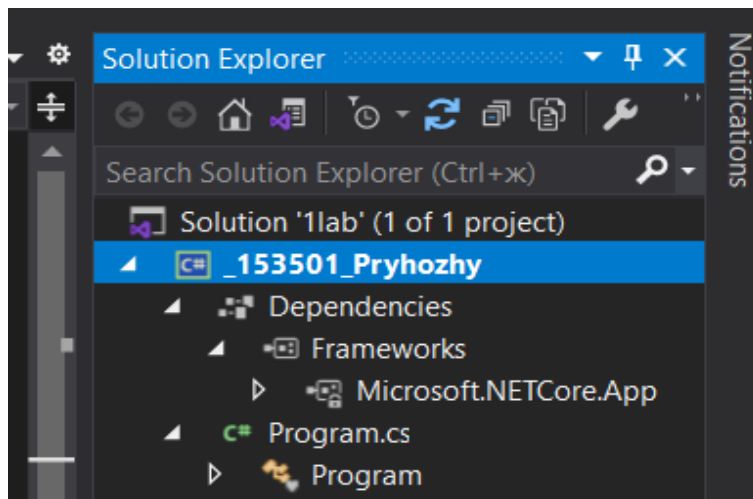 Solution Explorer
Notifications
Search Solution Explorer (Ctrl+ж)
Solution '1lab' (1 of 1 project)
C# _153501_Pryhozhy
Dependencies
Frameworks
Microsoft.NETCore.App
C# Program.cs
Program